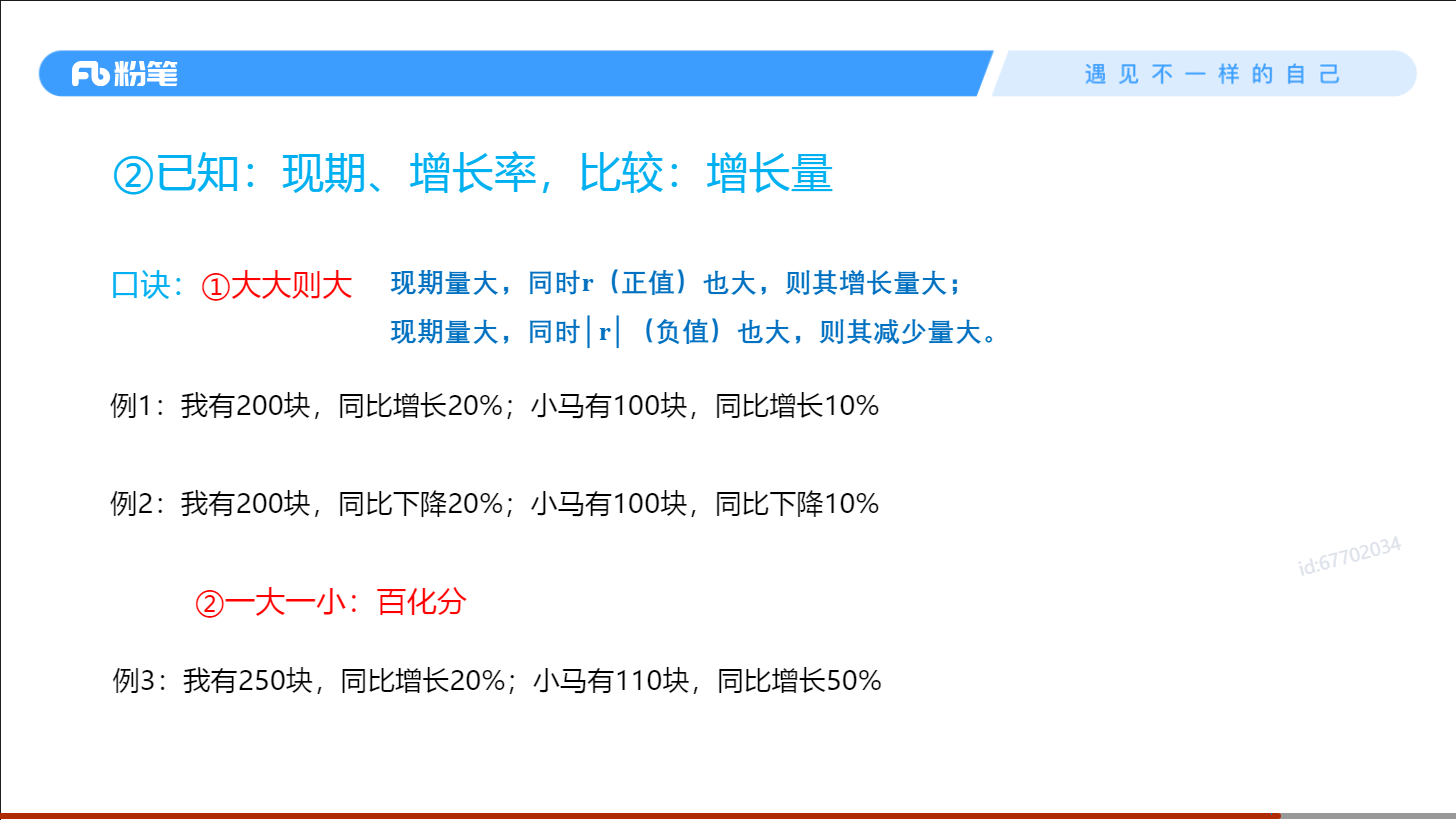 粉笔
遇见不一样的自己
②已知：现期、增长率，比较：增长量
口诀：①大大则大 现期量大，同时r（正值）也大，则其增长量大；
现期量大，同时|r|（负值）也大，则其减少量大。
例1：我有200块，同比增长20%；小马有100块，同比增长10%
例2：我有200块，同比下降20%；小马有100块，同比下降10%
id:67702034
②一大一小：百化分
例3：我有250块，同比增长20%；小马有110块，同比增长50%